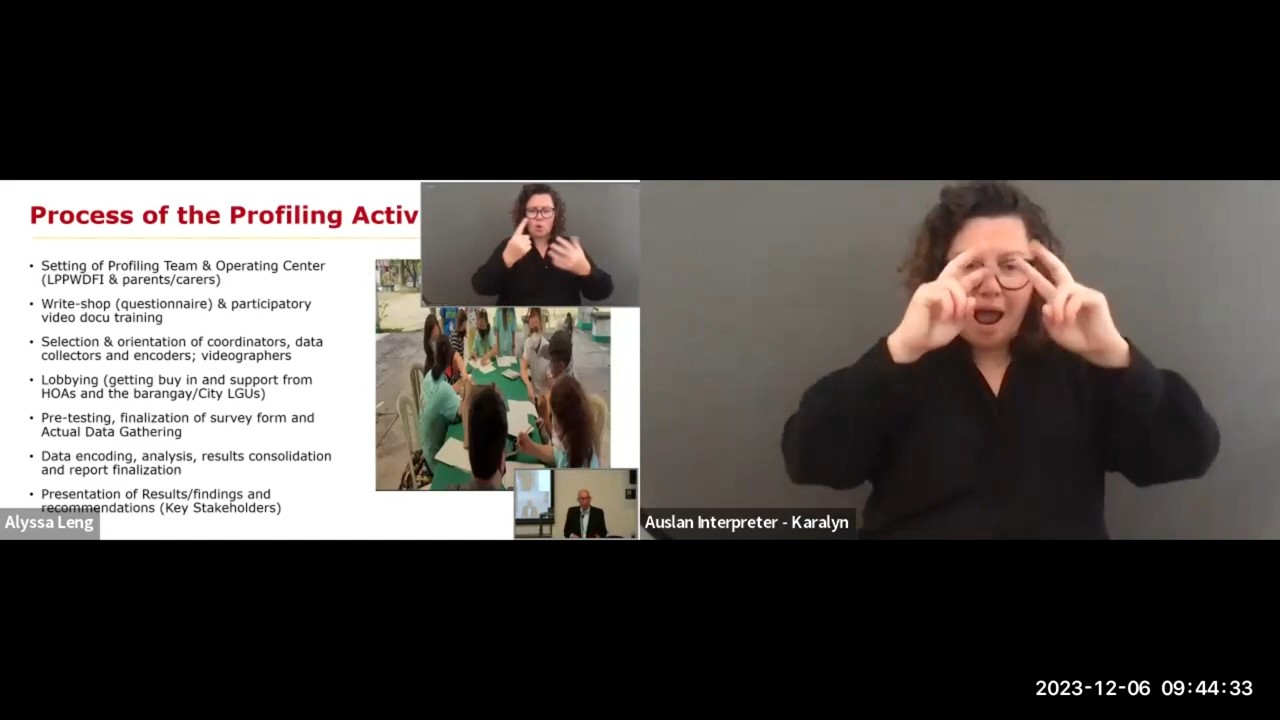 Process of the Profiling Activ
• Setting of Profiling Team & Operating Center
(LPPWDFI & parents/carers)
• Write-shop (questionnaire) & participatory
video docu training
• Selection & orientation of coordinators, data
collectors and encoders; videographers
• Lobbying (getting buy in and support from
HOAs and the barangay/City LGUs)
• Pre-testing, finalization of survey form and
Actual Data Gathering
• Data encoding, analysis, results consolidation
and report finalization
• Presentation of Results/findings and
recommendations (Key Stakeholders)
Alyssa Leng
Auslan Interpreter - Karalyn
2023-12-06 09:44:33